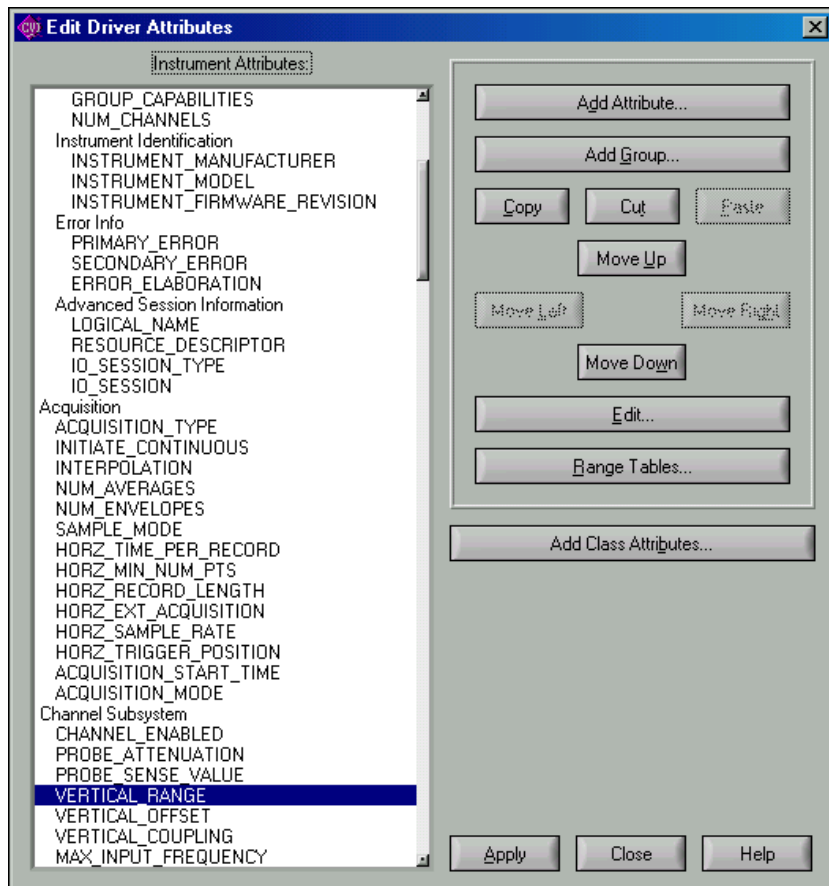 CVI Edit Driver Attributes
Instrument Attributes:
GROUP_CAPABILITIES
NUM_CHANNELS
Instrument Identification
INSTRUMENT_MANUFACTURER
INSTRUMENT_MODEL
INSTRUMENT_FIRMWARE_REVISION
Error Info
PRIMARY_ERROR
SECONDARY_ERROR
ERROR_ELABORATION
Advanced Session Information
LOGICAL_NAME
RESOURCE_DESCRIPTOR
IO_SESSION_TYPE
IO_SESSION
Acquisition
ACQUISITION_TYPE
INITIATE_CONTINUOUS
INTERPOLATION
NUM_AVERAGES
NUM_ENVELOPES
SAMPLE_MODE
HORZ_TIME_PER_RECORD
HORZ_MIN_NUM_PTS
HORZ_RECORD_LENGTH
HORZ_EXT_ACQUISITION
HORZ_SAMPLE_RATE
HORZ_TRIGGER_POSITION
ACQUISITION_START_TIME
ACQUISITION_MODE
Channel Subsystem
CHANNEL_ENABLED
PROBE_ATTENUATION
PROBE_SENSE_VALUE
VERTICAL_RANGE
VERTICAL_OFFSET
VERTICAL_COUPLING
MAX_INPUT_FREQUENCY
Add Attribute...
Add Group...
Copy Cut Paste
Move Up
Move Left Move Right
Move Down
Edit...
Range Tables...
Add Class Attributes...
Apply Close Help